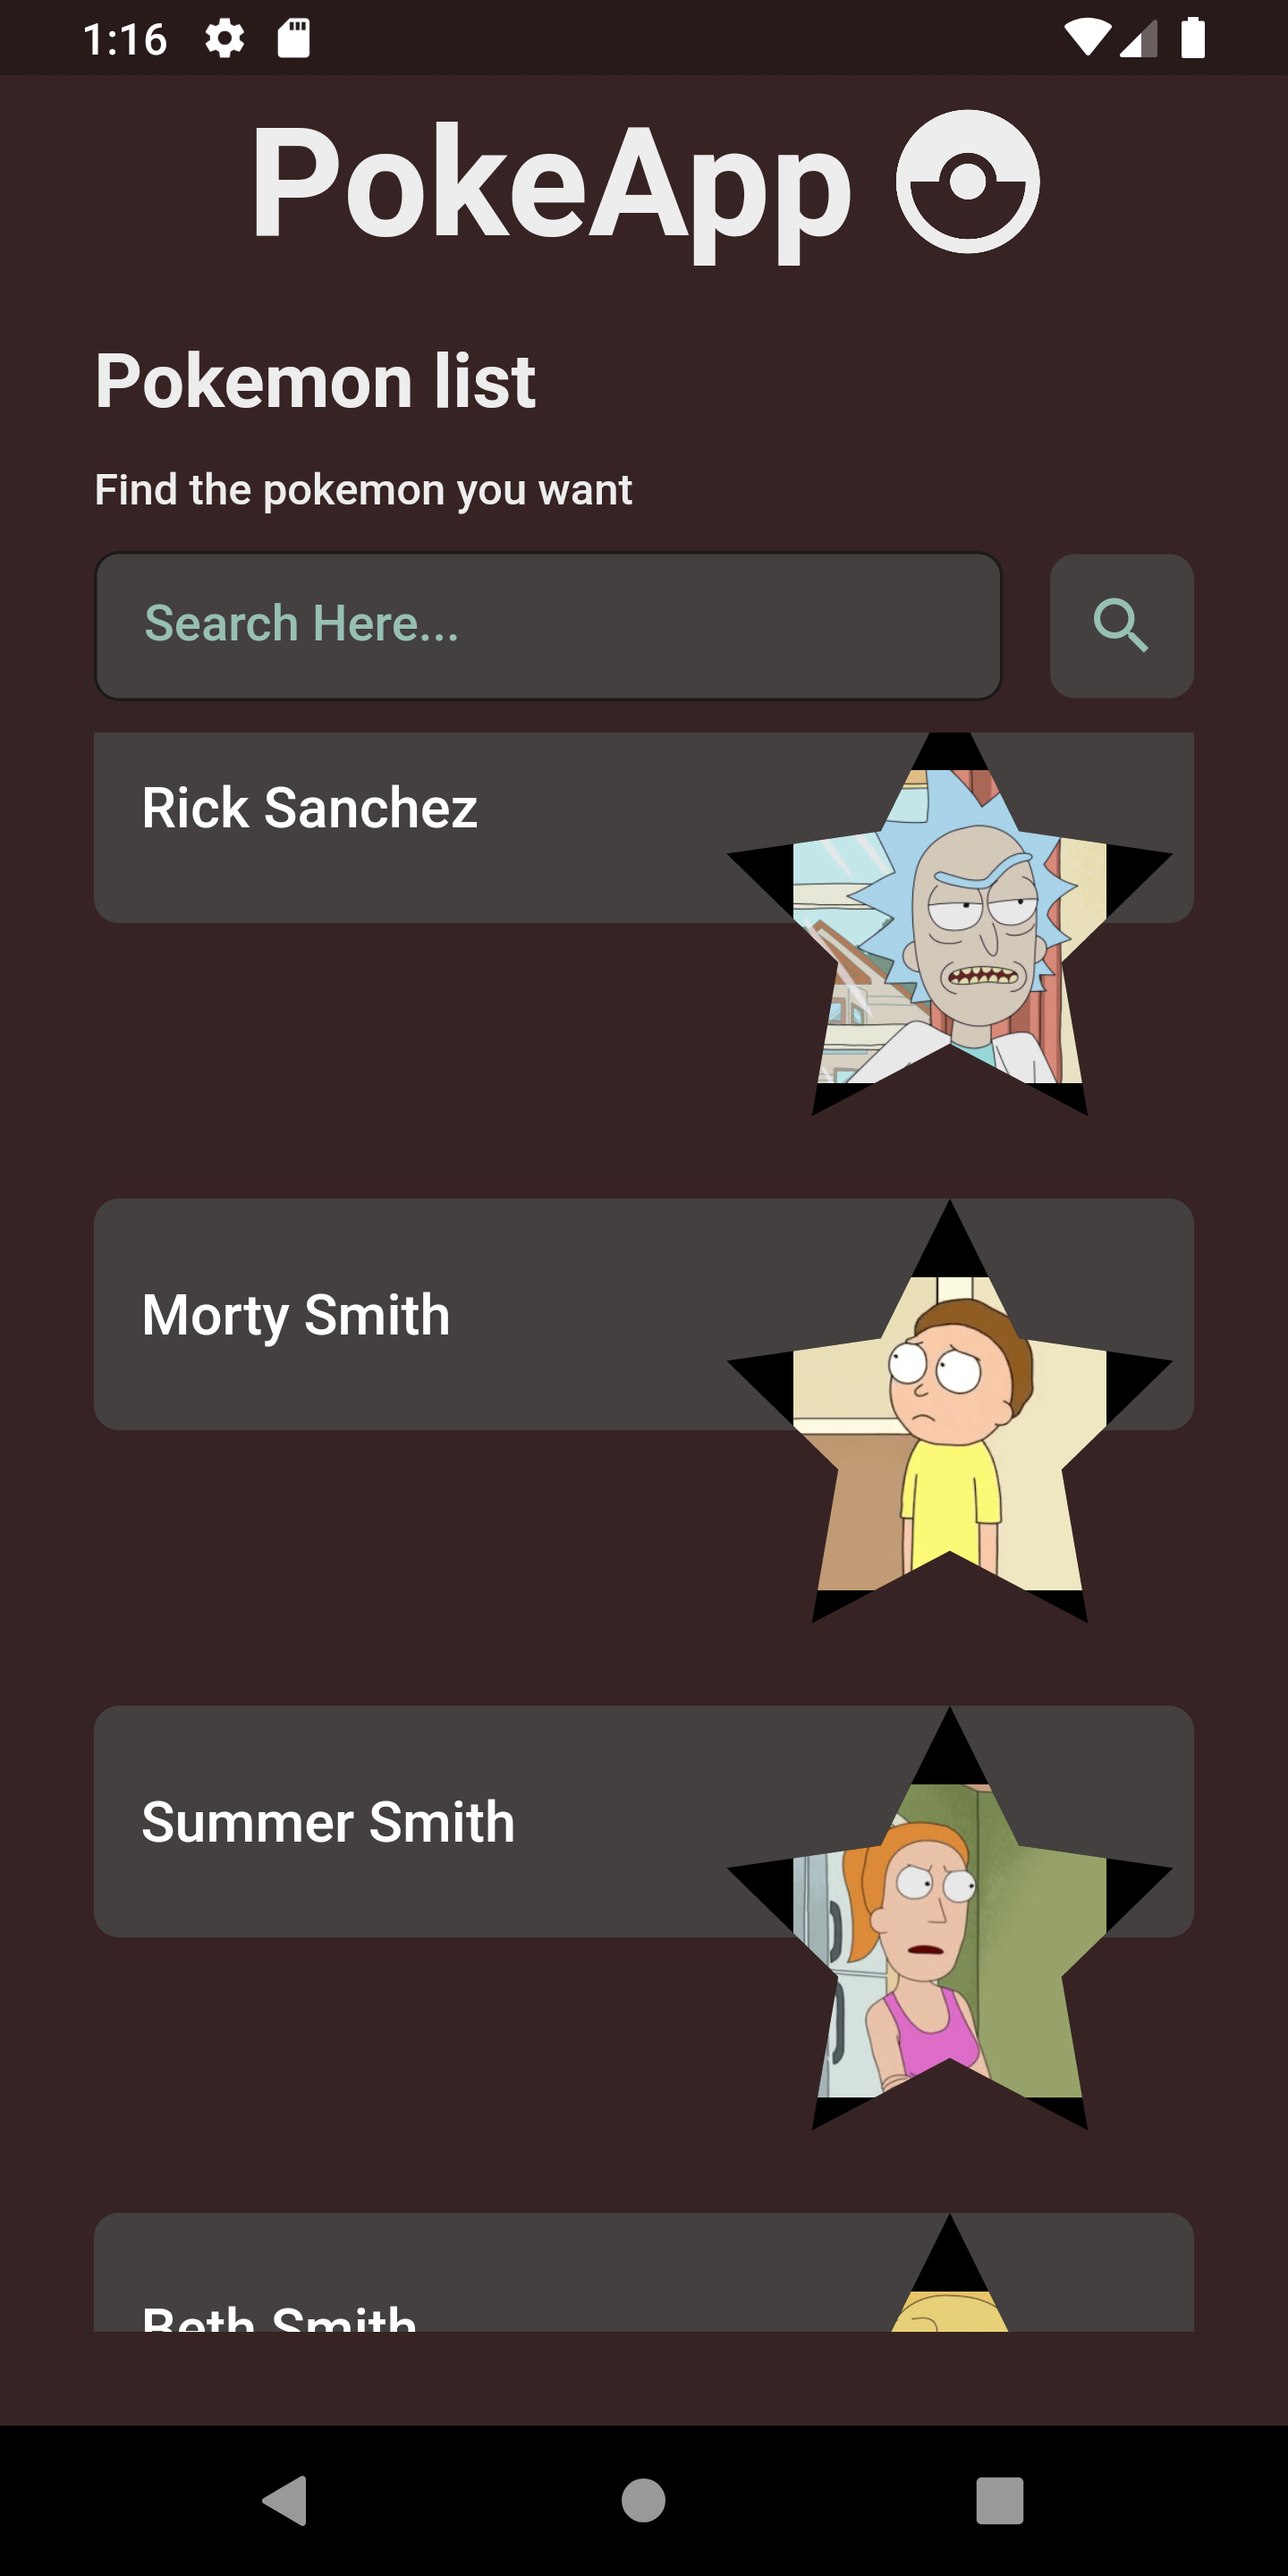 1:16
PokeApp
Pokemon list
Find the pokemon you want
Search Here...
Rick Sanchez
Morty Smith
Summer Smith
Beth Smith